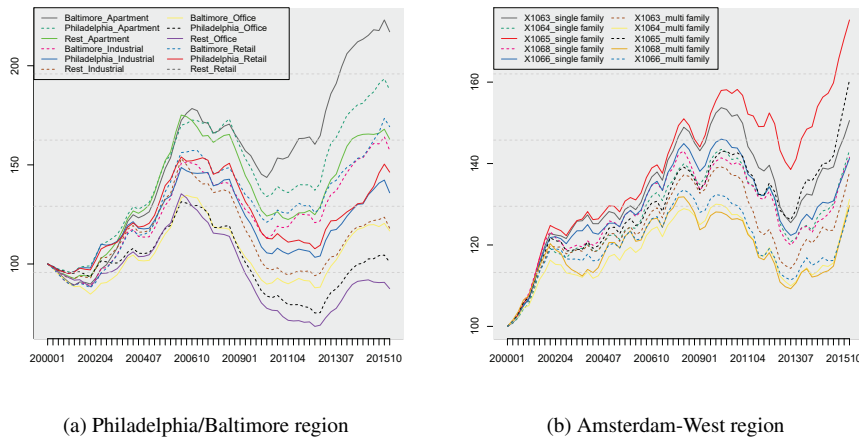 Baltimore_Apartment
Philadelphia_Apartment
Rest_Apartment
Baltimore_Industrial
Philadelphia_Industrial
Rest_Industrial
Baltimore_Office
Philadelphia_Office
Rest_Office
Baltimore_Retail
Philadelphia_Retail
Rest_Retail
200
150
100
200001 200204 200407 200610 200901 201104 201307 201510
(a) Philadelphia/Baltimore region
X1063_single family
X1064_single family
X1065_single family
X1068_single family
X1066_single family
X1063_multi family
X1064_multi family
X1065_multi family
X1068_multi family
X1066_multi family
160
140
120
100
200001 200204 200407 200610 200901 201104 201307 201510
(b) Amsterdam-West region